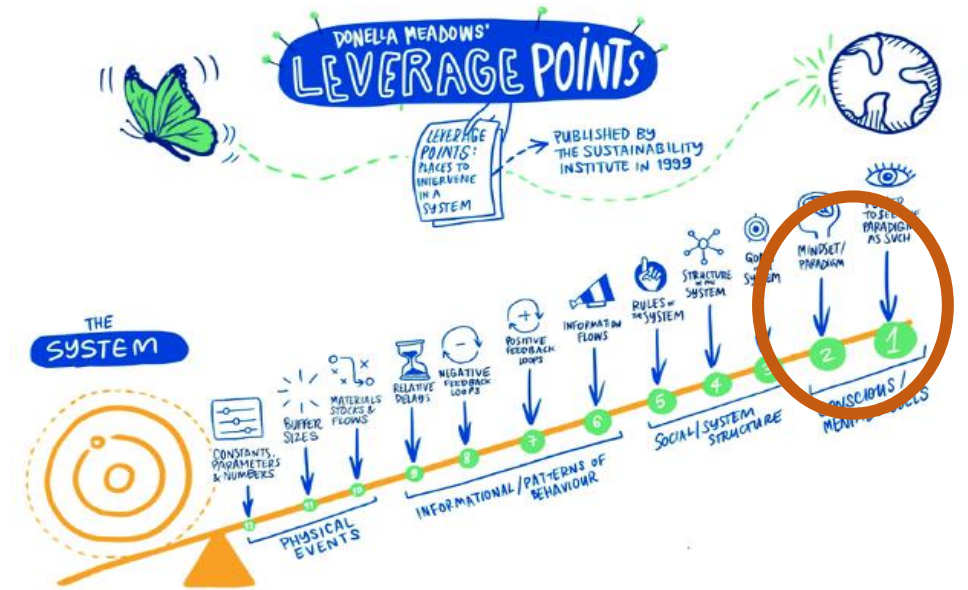 DONELLA MEADOWS'
LEVERAGE POINTS
LEVERAGE
POINTS:
PLACES TO
INTERVENE
IN A
SYSTEM
PUBLISHED BY
THE SUSTAINABILITY
INSTITUTE IN 1999
THE
SYSTEM
CONSTANTS,
PARAMETERS
& NUMBERS
BUFFER
SIZES
MATERIALS
STOCKS &
FLOWS
RELATIVE
DELAYS
NEGATIVE
FEEDBACK
LOOPS
POSITIVE
FEEDBACK
LOOPS
INFORMATION
FLOWS
RULES OF
THE SYSTEM
STRUCTURE
OF THE
SYSTEM
SYSTEM
MINDSET/
PARADIGM
TO SEE
PARADIGM
AS SUCH
12
11
10
9
8
7
6
5
4
3
2
1
PHYSICAL
EVENTS
INFORMATIONAL/PATTERNS OF
BEHAVIOUR
SOCIAL/SYSTEM
STRUCTURE
CONSCIOUS/